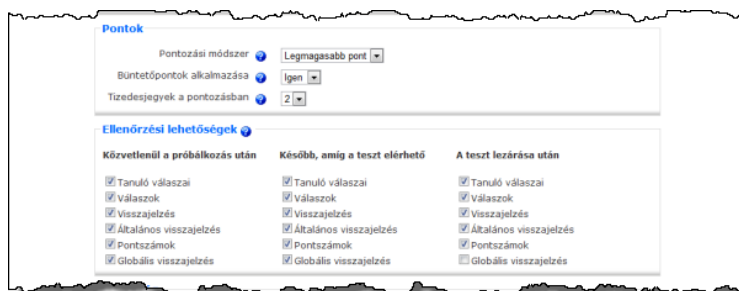 Pontok
Pontozási módszer Legmagasabb pont
Büntetőpontok alkalmazása Igen
Tizedesjegyek a pontozásban 2
Ellenőrzési lehetőségek
Közvetlenül a próbálkozás után Később, amíg a teszt elérhető A teszt lezárása után
Tanuló válaszai Tanuló válaszai Tanuló válaszai
Válaszok Válaszok Válaszok
Visszajelzés Visszajelzés Visszajelzés
Általános visszajelzés Általános visszajelzés Általános visszajelzés
Pontszámok Pontszámok Pontszámok
Globális visszajelzés Globális visszajelzés Globális visszajelzés